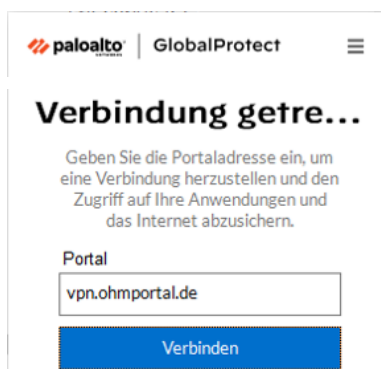 paloalto | GlobalProtect
NETWORKS
Verbindung getre...
Geben Sie die Portaladresse ein, um
eine Verbindung herzustellen und den
Zugriff auf Ihre Anwendungen und
das Internet abzusichern.
Portal
vpn.ohmportal.de
Verbinden